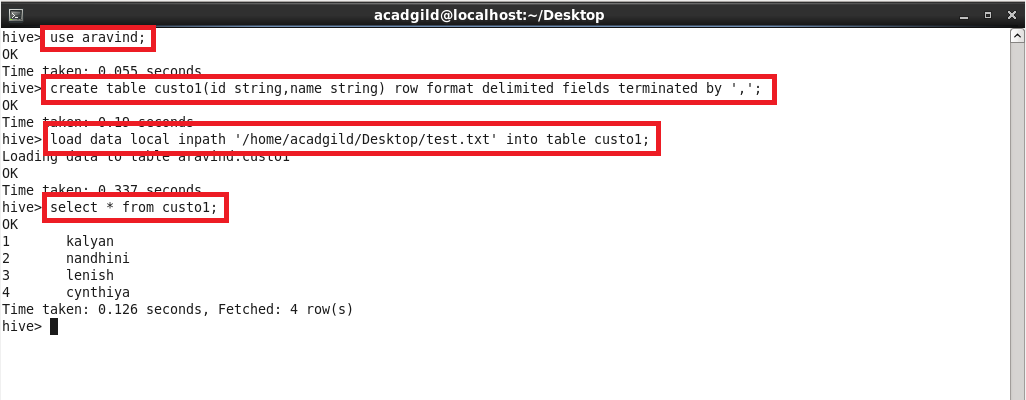 acadgild@localhost:~/Desktop
hive> use aravind;
OK
Time taken: 0.055 seconds
hive> create table custo1(id string,name string) row format delimited fields terminated by ',';
OK
Time taken: 0.19 seconds
hive> load data local inpath '/home/acadgild/Desktop/test.txt' into table custo1;
Loading data to table aravind.custo1
OK
Time taken: 0.337 seconds
hive> select * from custo1;
OK
1 kalyan
2 nandhini
3 lenish
4 cynthiya
Time taken: 0.126 seconds, Fetched: 4 row(s)
hive>